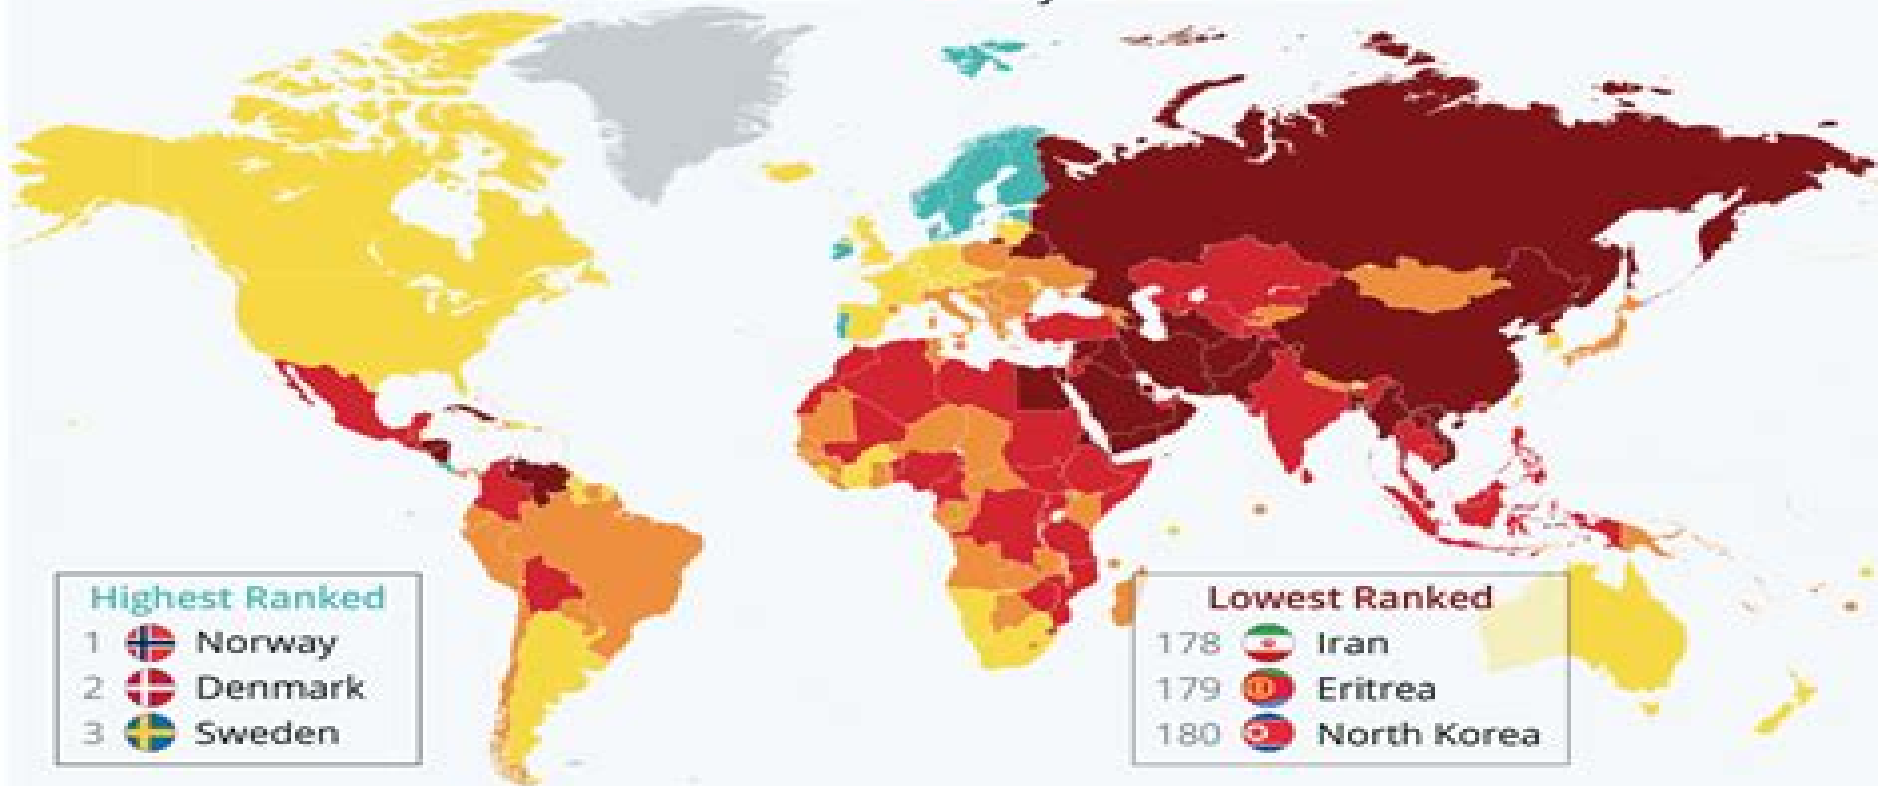 Highest Ranked
1 Norway
2 Denmark
3 Sweden
Lowest Ranked
178 Iran
179 Eritrea
180 North Korea